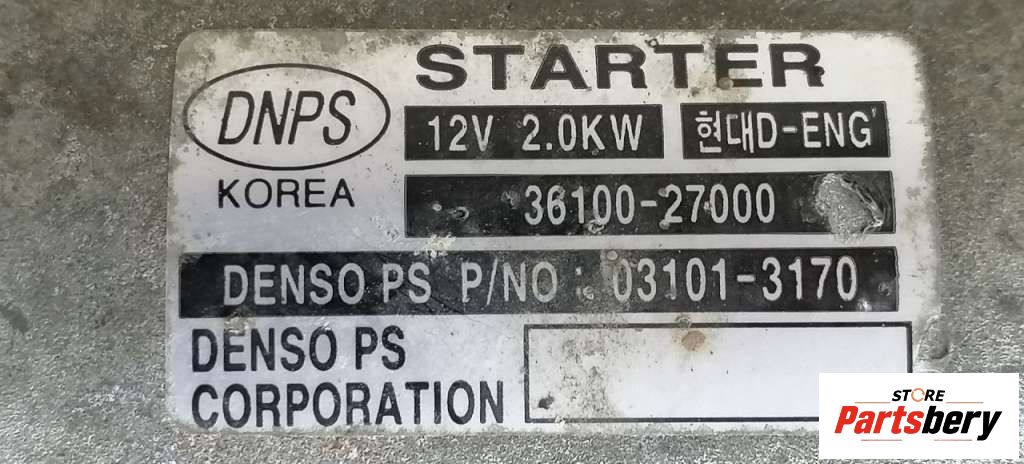 STARTER
DNPS
12V 2.0KW
현대D-ENG'
KOREA
36100-27000
DENSO PS P/NO : 03101-3170
DENSO PS
CORPORATION
STORE
Partsbery